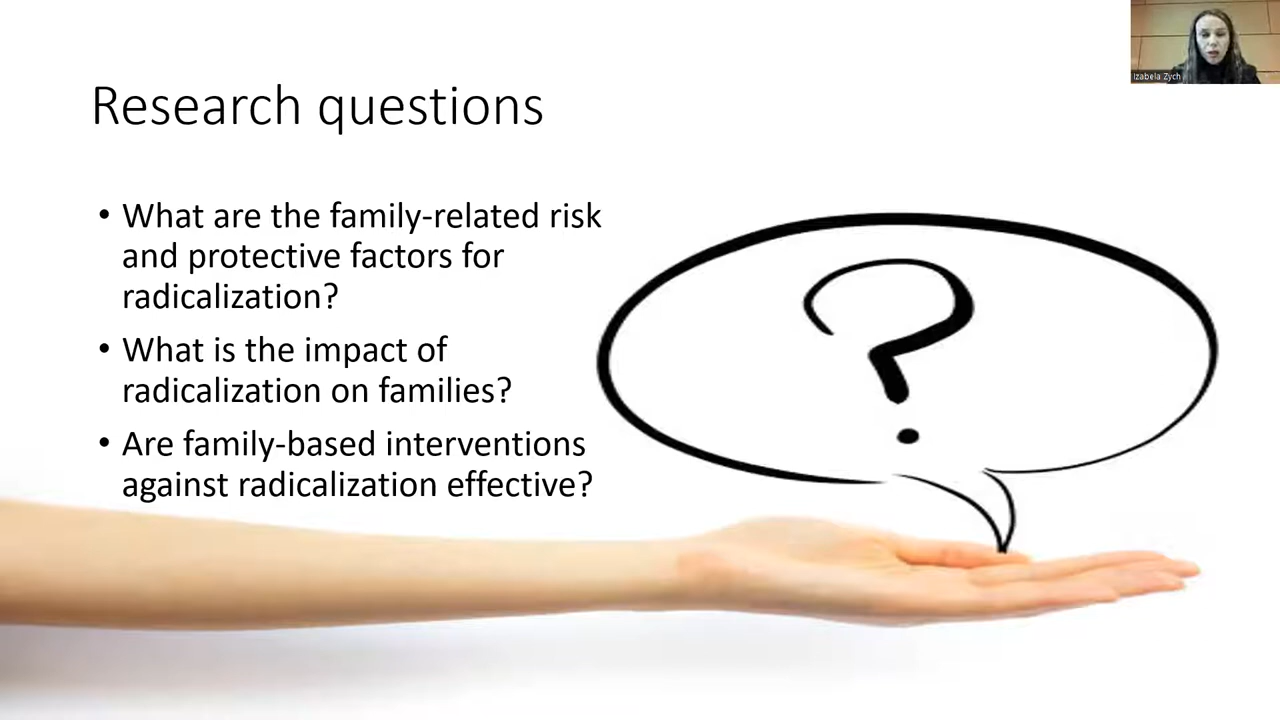 Izabela Zych
Research questions
• What are the family-related risk
and protective factors for
radicalization?
• What is the impact of
radicalization on families?
• Are family-based interventions
against radicalization effective?
?